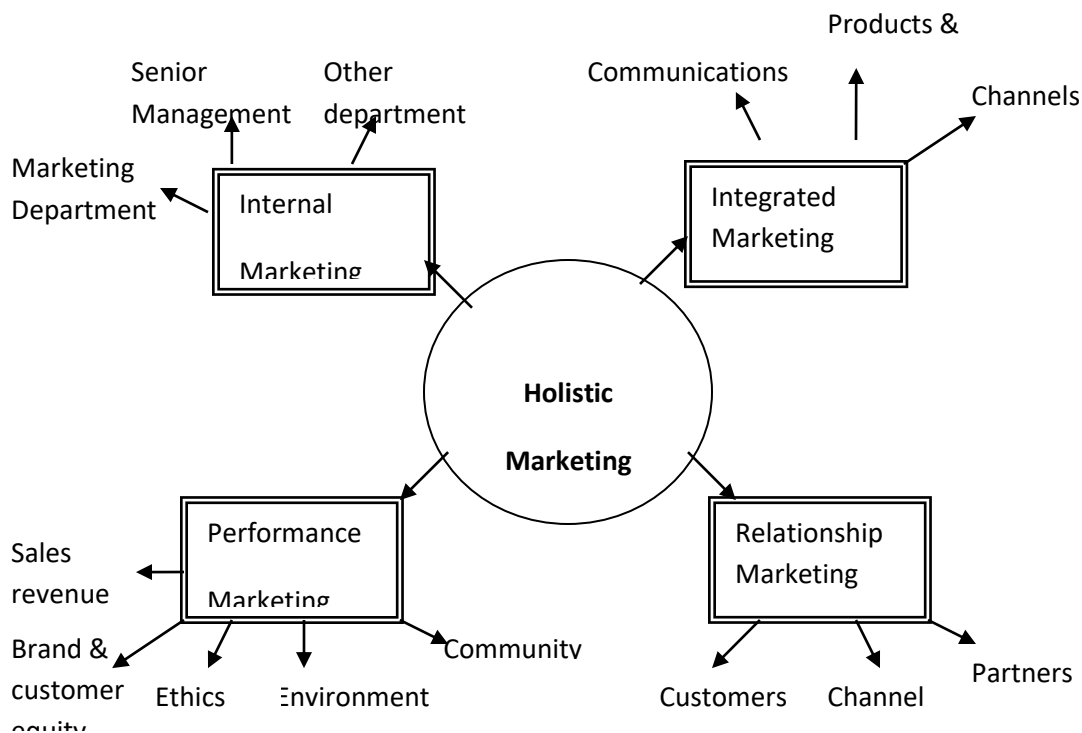 Products &
Senior
Management
Other
department
Communications
Channels
Marketing
Department
Internal
Marketing
Integrated
Marketing
Holistic
Marketing
Performance
Marketing
Relationship
Marketing
Sales
revenue
Brand &
customer
equity
Ethics
Environment
Community
Customers
Channel
Partners